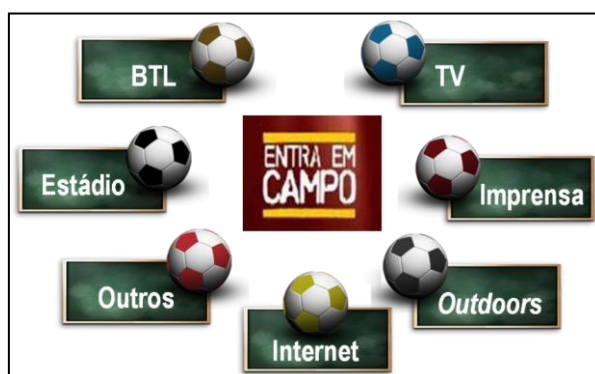 BTL
TV
Estádio
ENTRA EM
CAMPO
Imprensa
Outros
Outdoors
Internet